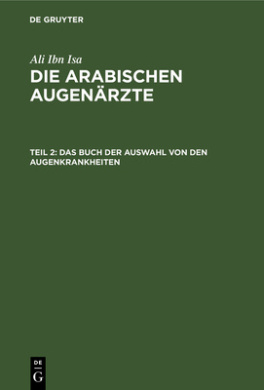 DE GRUYTER
Ali Ibn Isa
DIE ARABISCHEN
AUGENÄRZTE
TEIL 2: DAS BUCH DER AUSWAHL VON DEN
AUGENKRANKHEITEN
DE
G